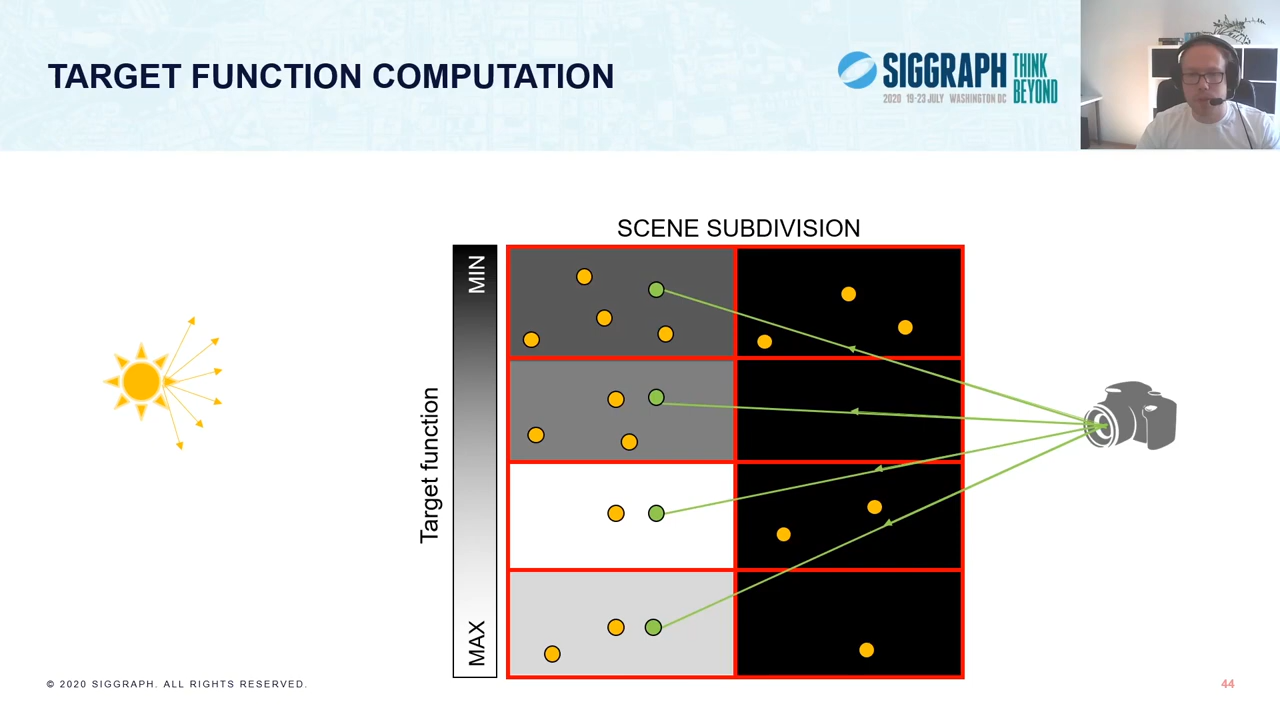 TARGET FUNCTION COMPUTATION
SIGGRAPH
THINK
BEYOND
2020 19-23 JULY WASHINGTON DC
SCENE SUBDIVISION
MIN
Target function
MAX
© 2020 SIGGRAPH. ALL RIGHTS RESERVED.
44